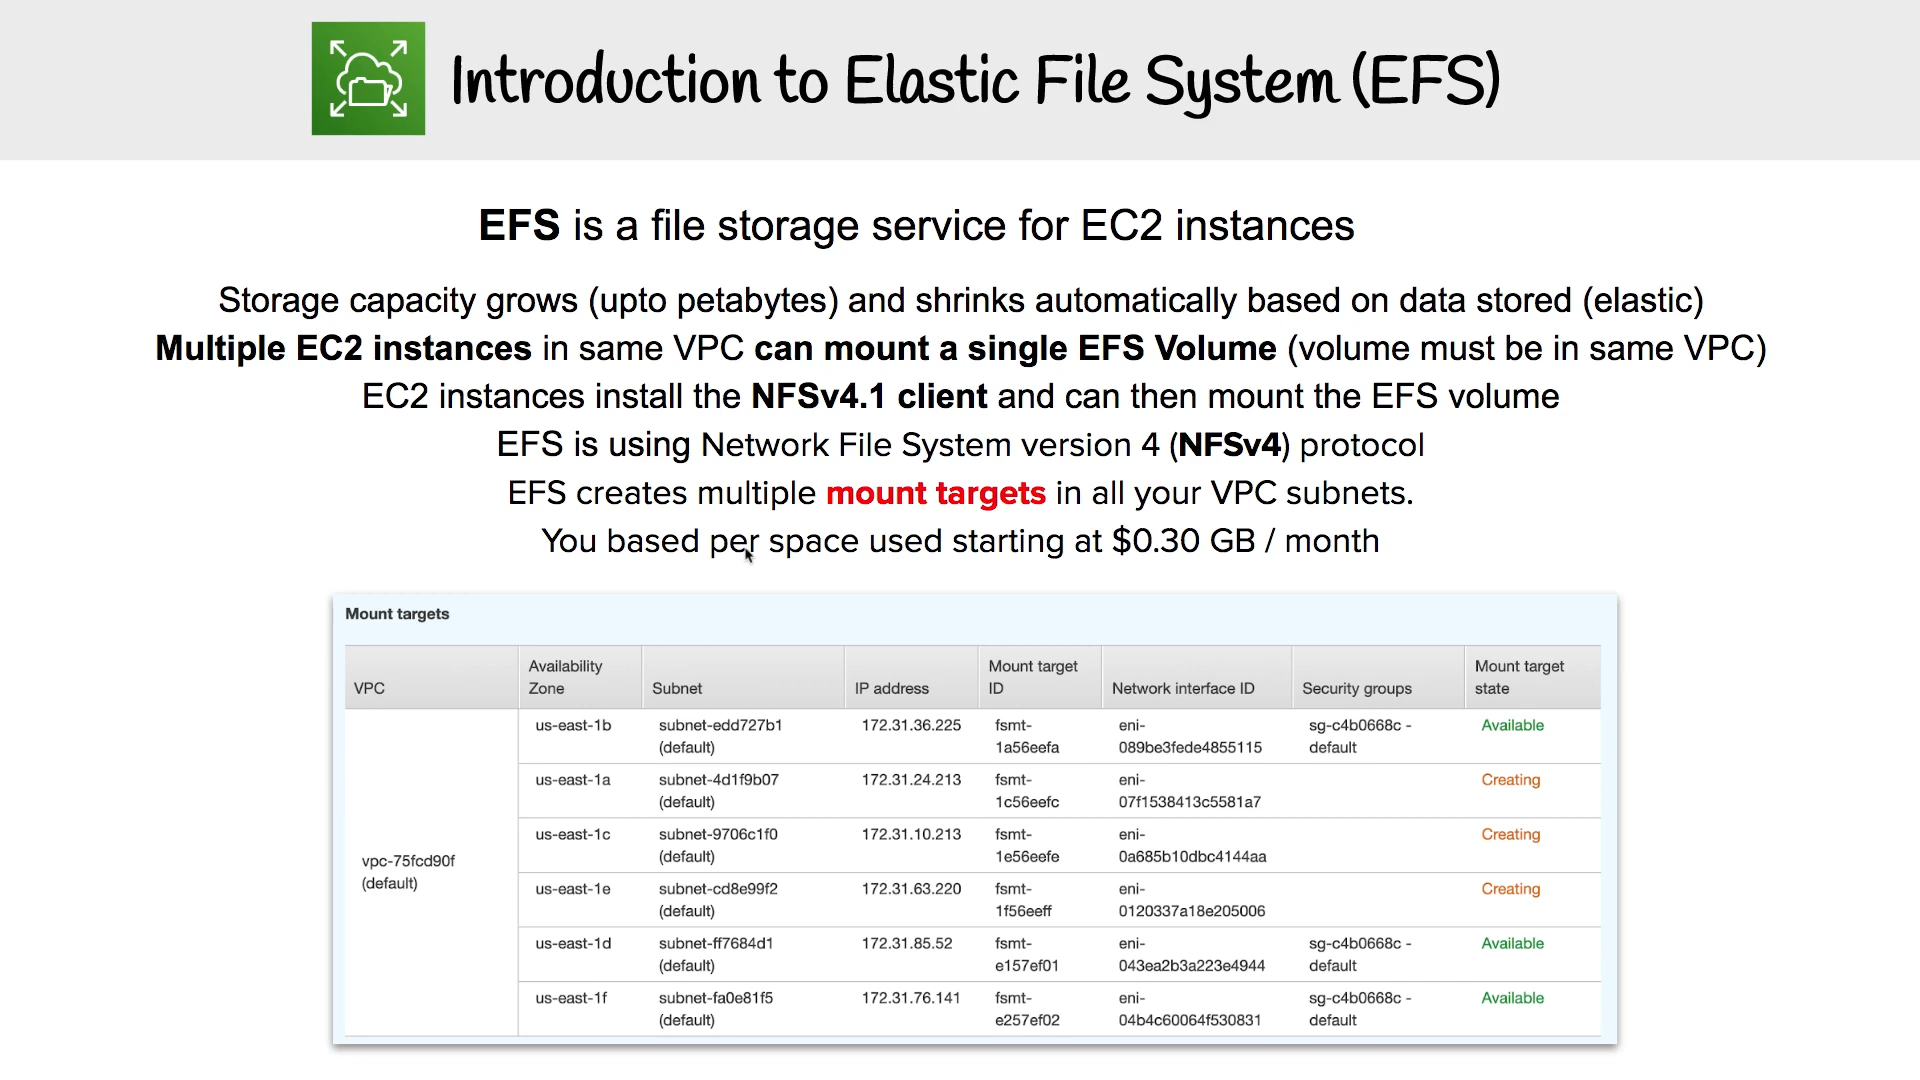 Introduction to Elastic File System (EFS)
EFS is a file storage service for EC2 instances
Storage capacity grows (upto petabytes) and shrinks automatically based on data stored (elastic)
Multiple EC2 instances in same VPC can mount a single EFS Volume (volume must be in same VPC)
EC2 instances install the NFSv4.1 client and can then mount the EFS volume
EFS is using Network File System version 4 (NFSv4) protocol
EFS creates multiple mount targets in all your VPC subnets.
You based per space used starting at $0.30 GB / month
Mount targets
VPC Availability Zone Subnet IP address Mount target ID Network interface ID Security groups Mount target state
vpc-75fcd90f (default)
us-east-1b subnet-edd727b1 (default) 172.31.36.225 fsmt-1a56eefa eni-089be3fede4855115 sg-c4b0668c - default Available
us-east-1a subnet-4d1f9b07 (default) 172.31.24.213 fsmt-1c56eefc eni-07f1538413c5581a7 Creating
us-east-1c subnet-9706c1f0 (default) 172.31.10.213 fsmt-1e56eefe eni-0a685b10dbc4144aa Creating
us-east-1e subnet-cd8e99f2 (default) 172.31.63.220 fsmt-1f56eeff eni-0120337a18e205006 Creating
us-east-1d subnet-ff7684d1 (default) 172.31.85.52 fsmt-e157ef01 eni-043ea2b3a223e4944 sg-c4b0668c - default Available
us-east-1f subnet-fa0e81f5 (default) 172.31.76.141 fsmt-e257ef02 eni-04b4c60064f530831 sg-c4b0668c - default Available